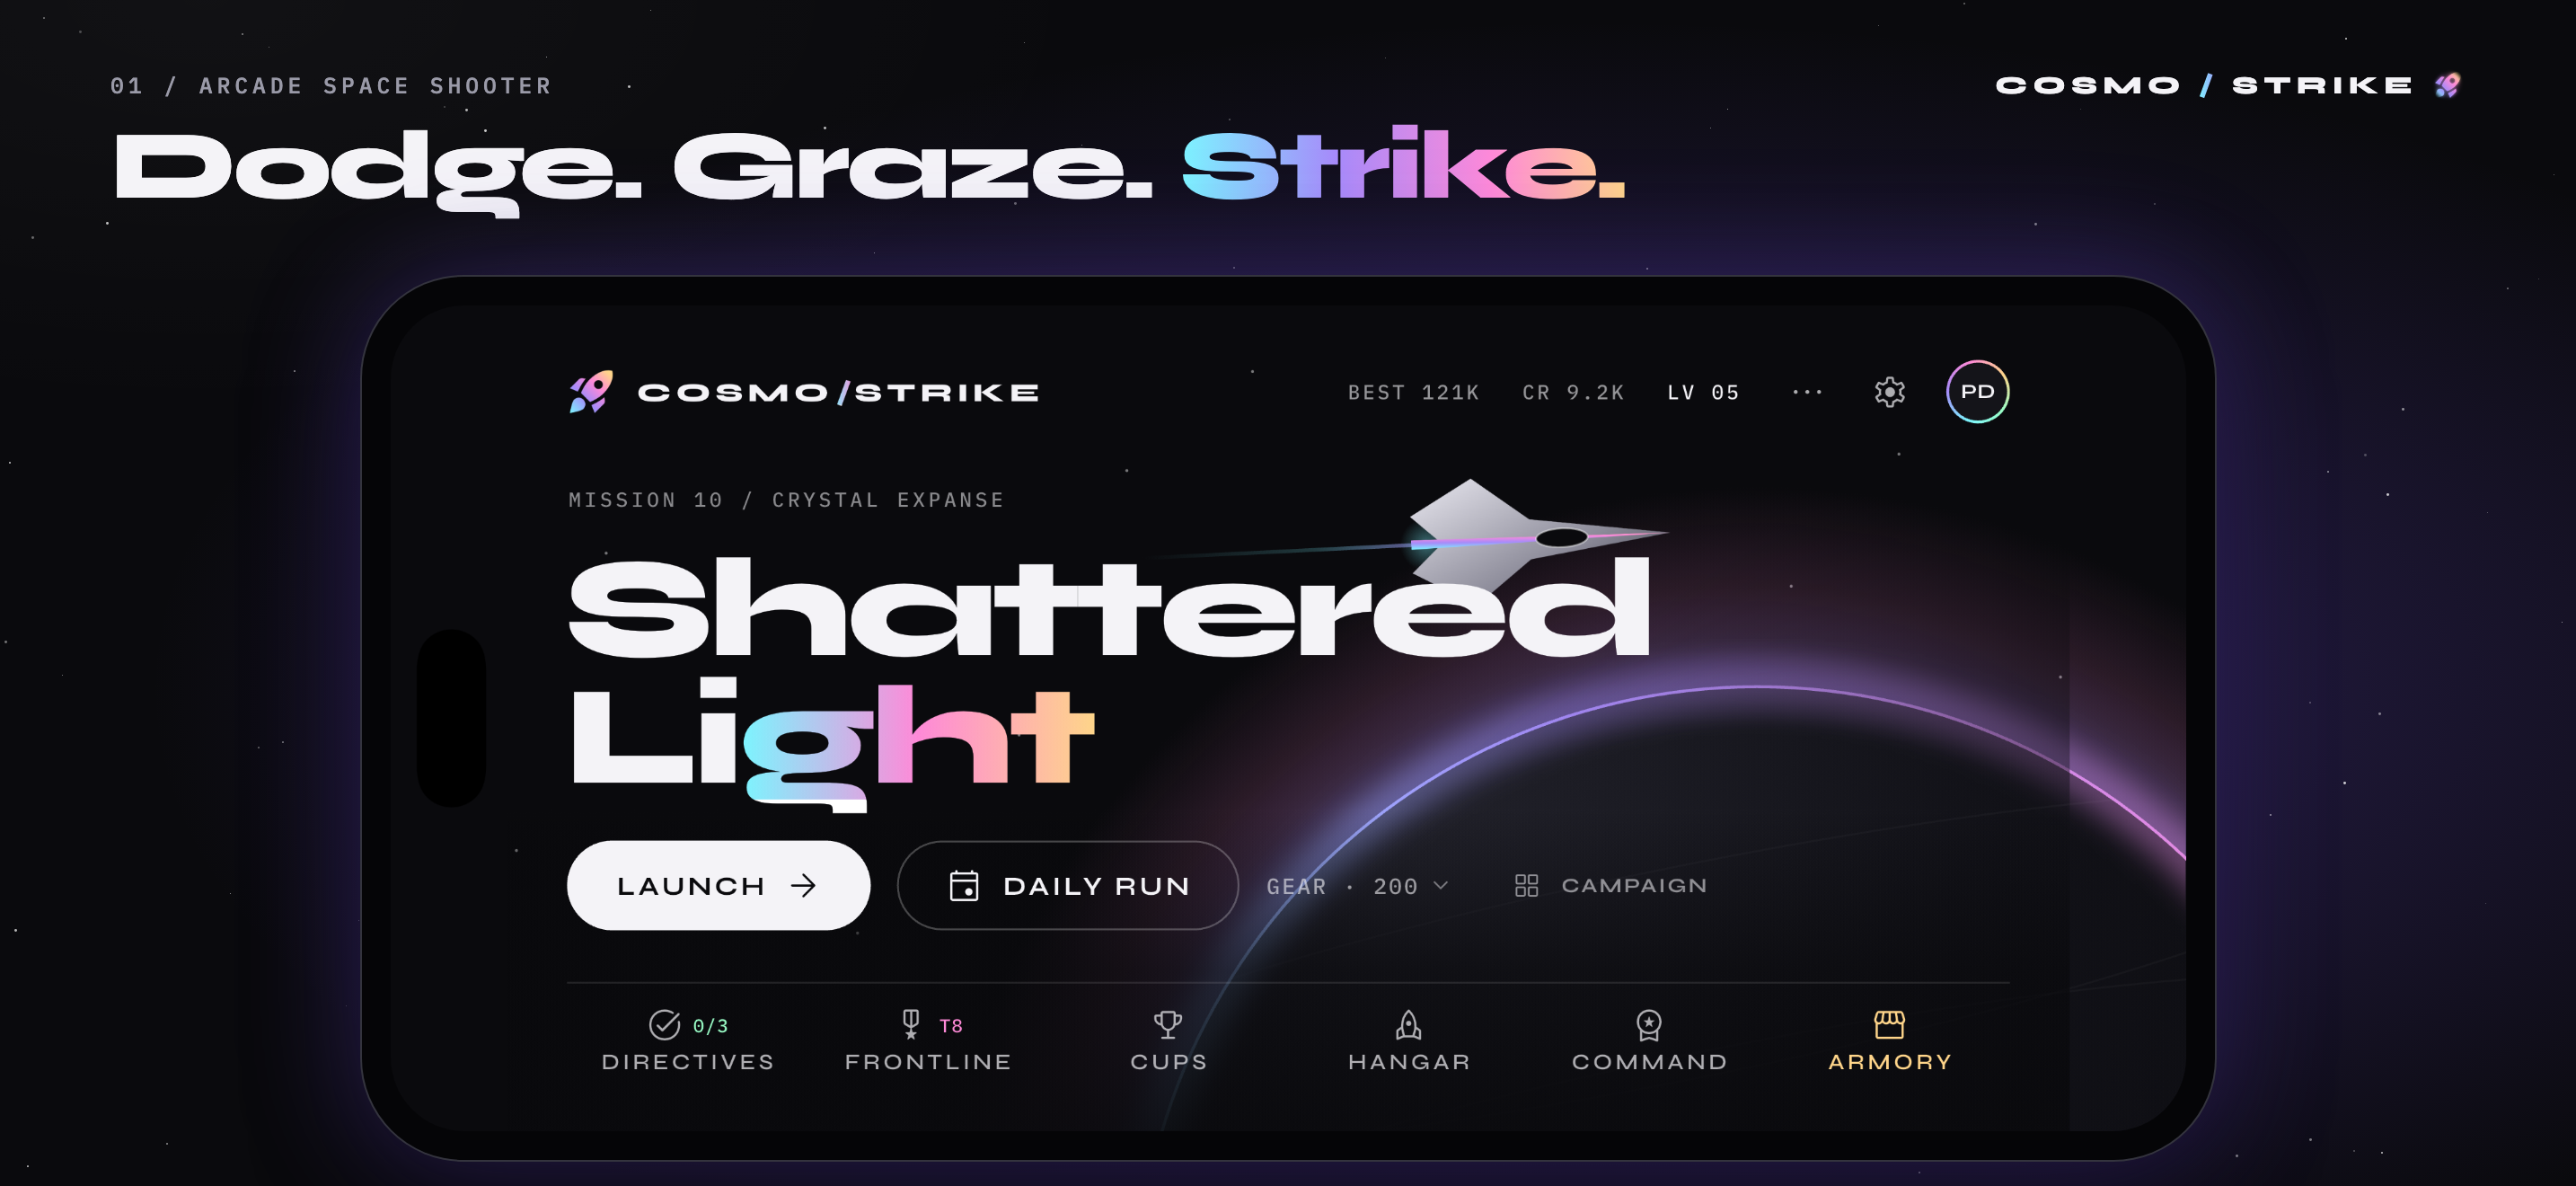 01 / ARCADE SPACE SHOOTER
COSMO / STRIKE
Dodge. Graze. Strike.
COSMO/STRIKE
BEST 121K CR 9.2K LV 05 ··· PD
MISSION 10 / CRYSTAL EXPANSE
Shattered
Light
LAUNCH → DAILY RUN GEAR · 200 CAMPAIGN
0/3 T8
DIRECTIVES FRONTLINE CUPS HANGAR COMMAND ARMORY